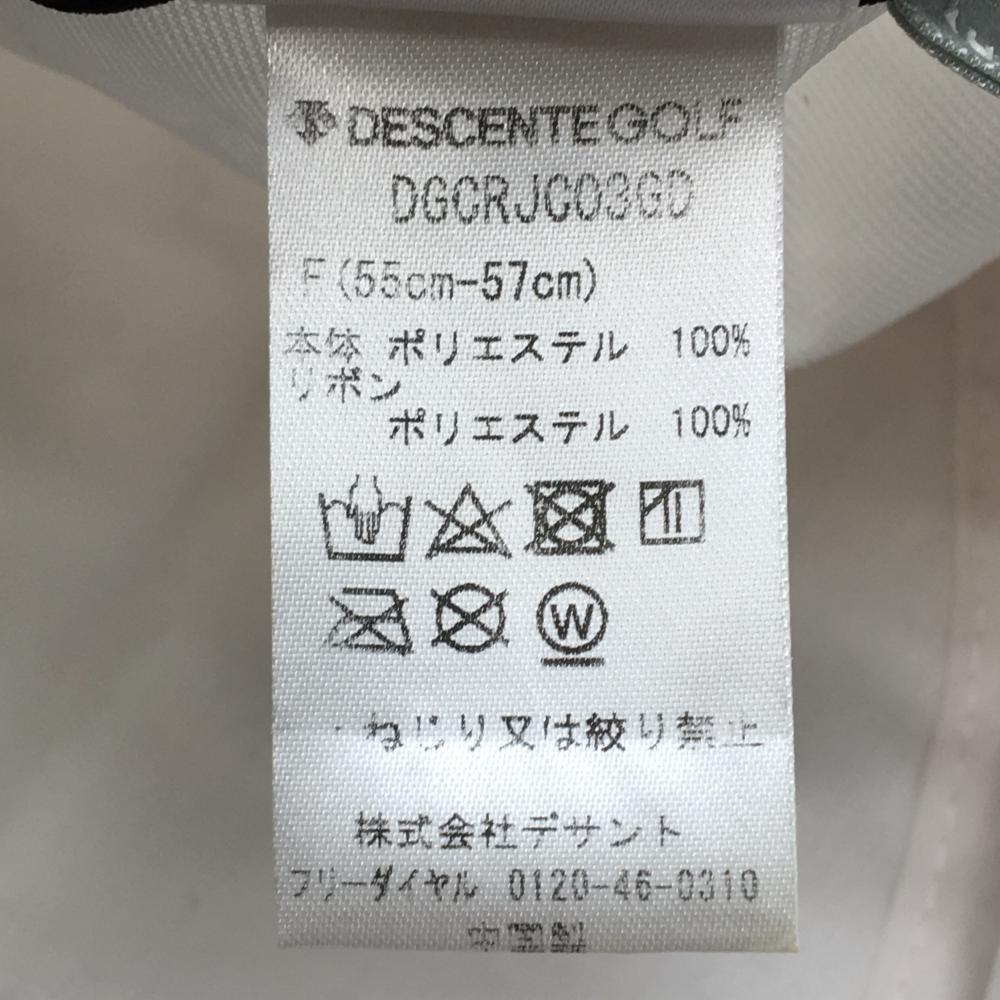 DESCENTE GOLF
DGCRJC03GD
F(55cm-57cm)
本体 ポリエステル 100%
リボン
ポリエステル 100%
W
・ねじり又は絞り禁止
株式会社デサント
フリーダイヤル 0120-46-0310
中国製